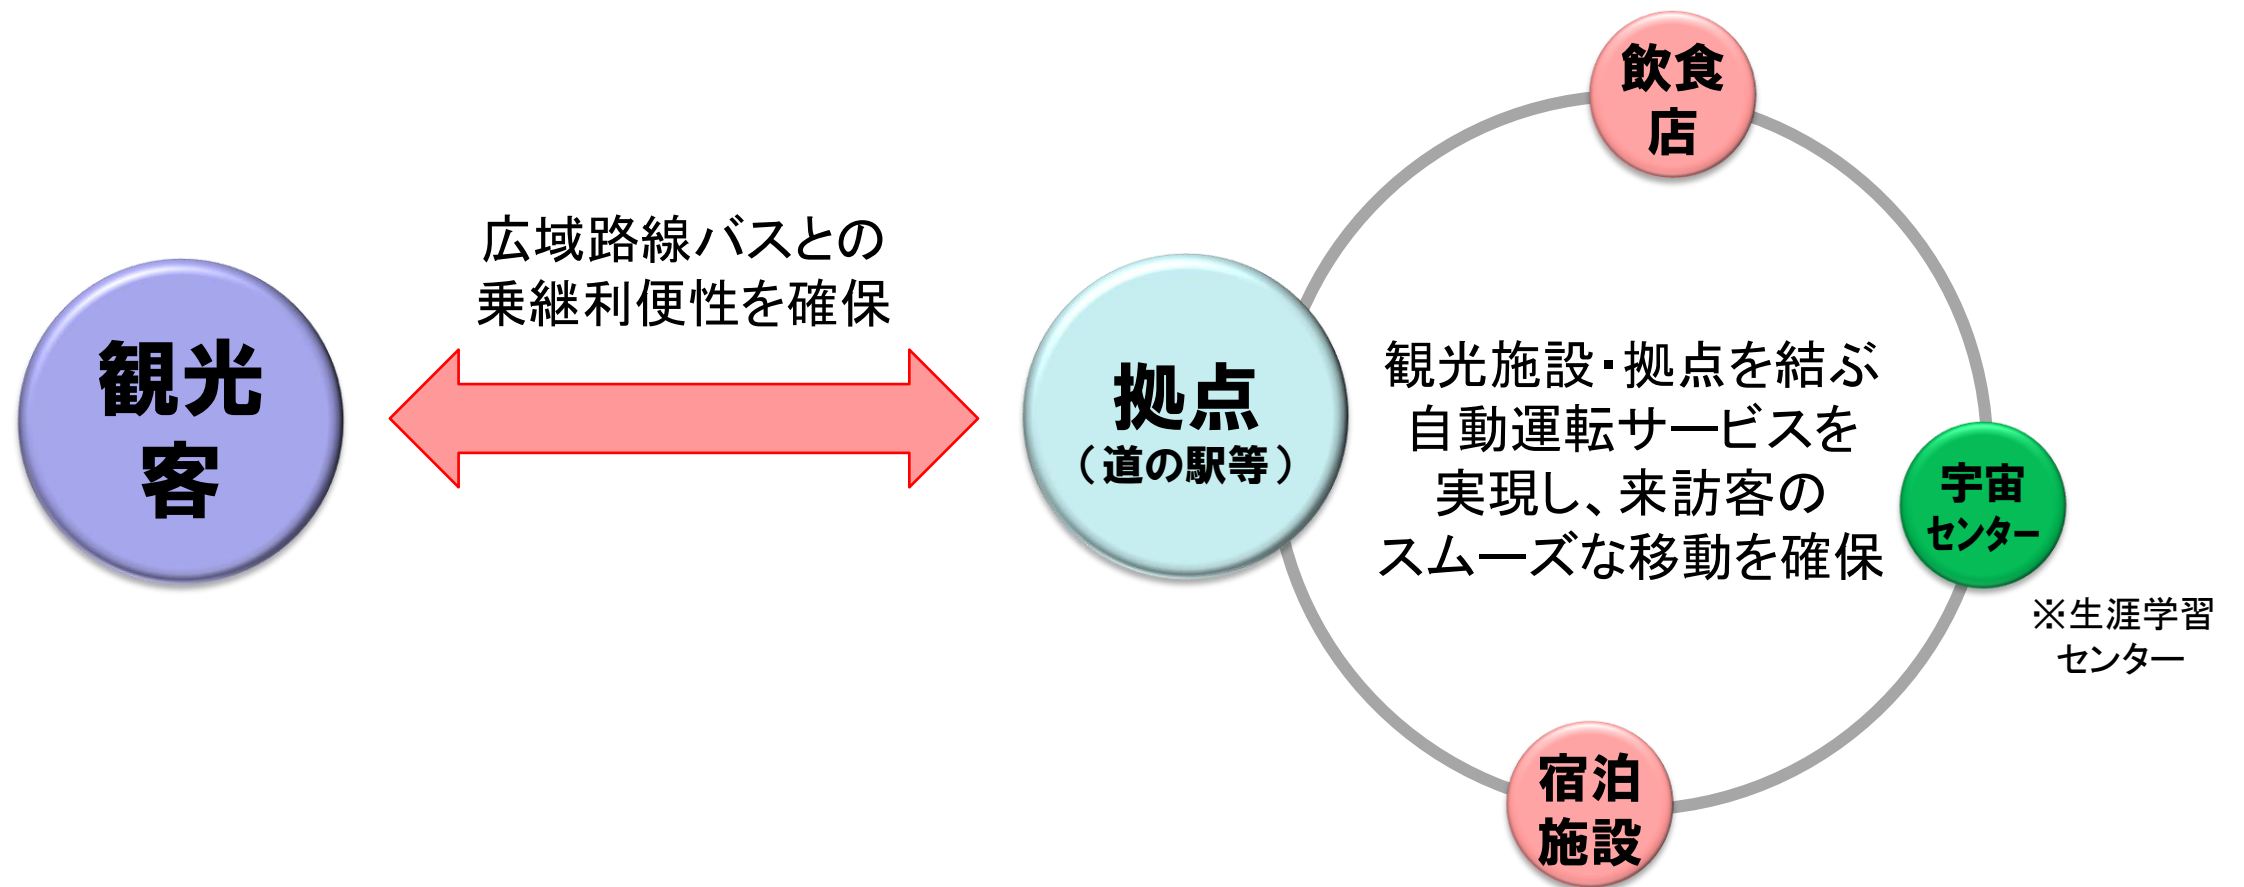 観光
客
広域路線バスとの
乗継利便性を確保
拠点
（道の駅等）
飲食
店
観光施設・拠点を結ぶ
自動運転サービスを
実現し、来訪客の
スムーズな移動を確保
宇宙
センター
※生涯学習
センター
宿泊
施設